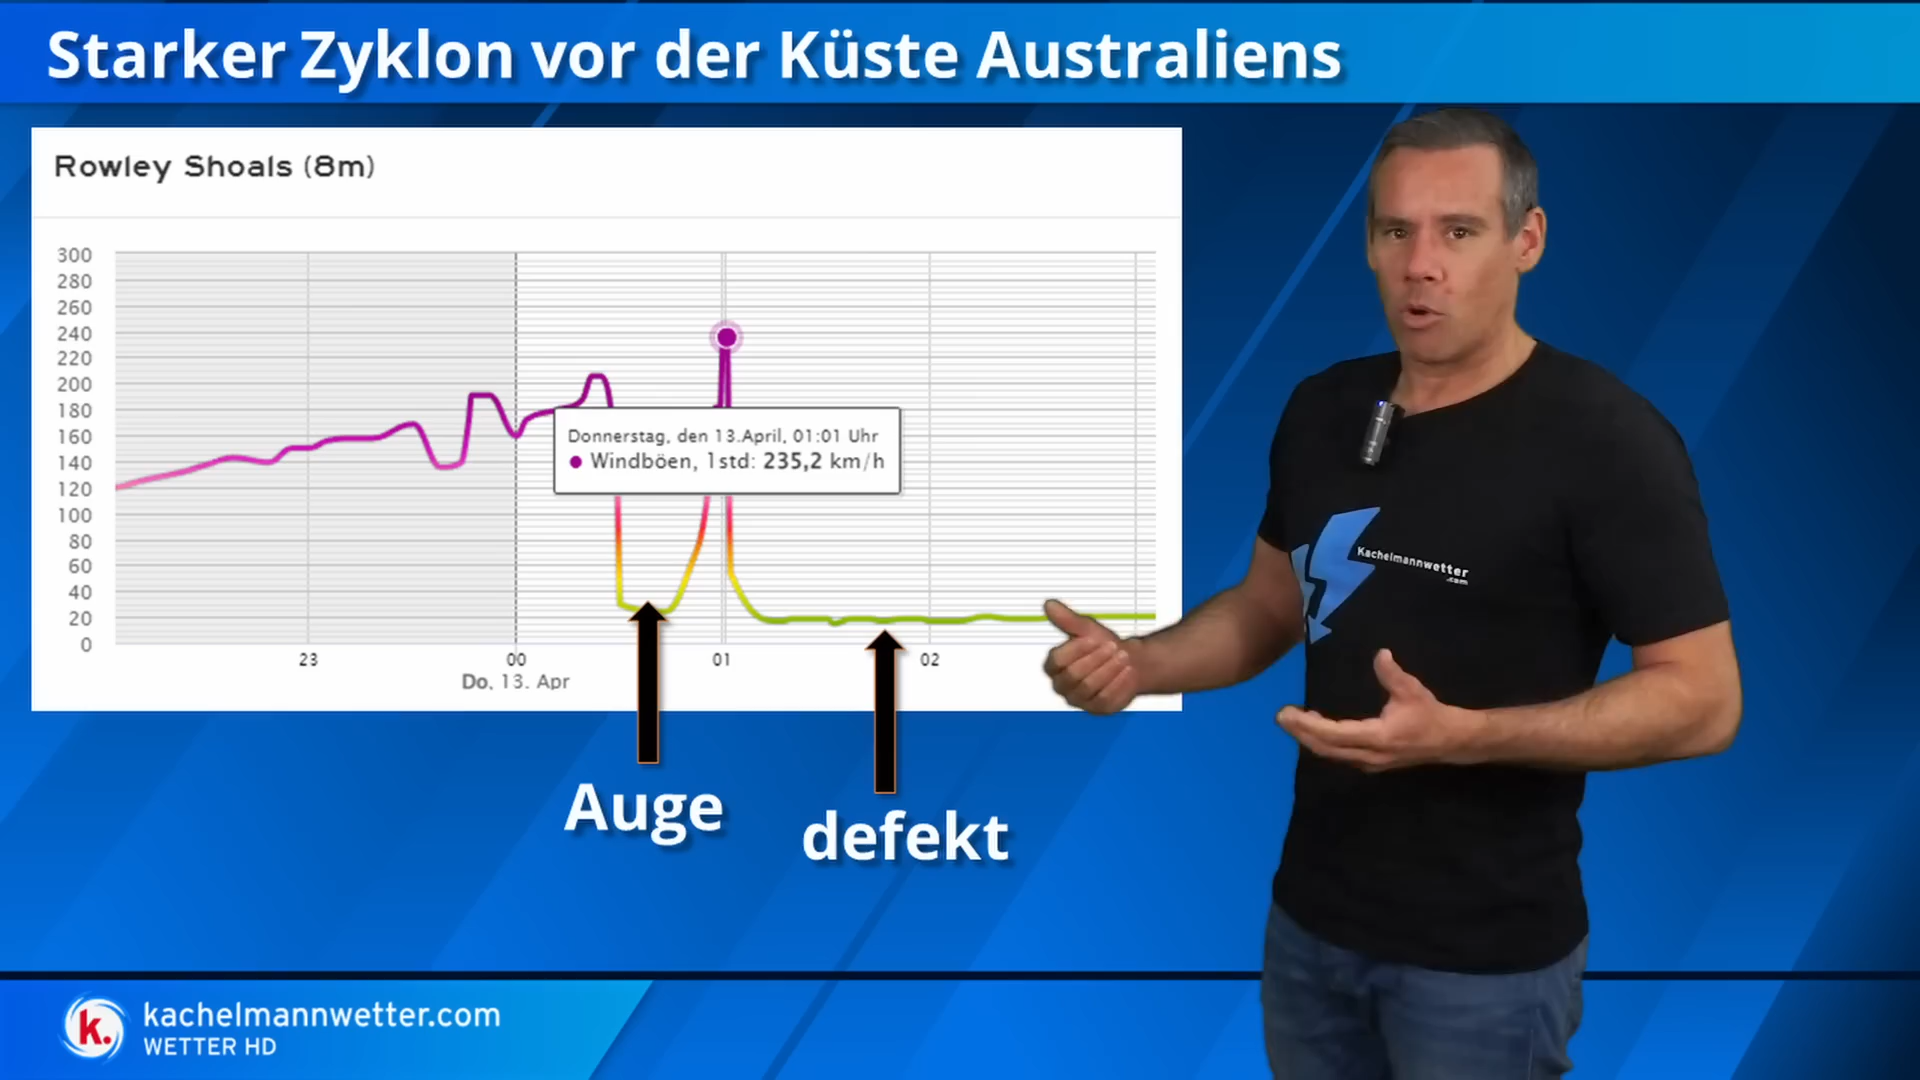 Starker Zyklon vor der Küste Australiens
Rowley Shoals (8m)
300
280
260
240
220
200
180
160
140
120
100
80
60
40
20
0
Donnerstag, den 13.April, 01:01 Uhr
Windböen, 1std: 235,2 km/h
23
00
01
02
Do, 13. Apr
Auge
defekt
Kachelmannwetter
.com
k.
kachelmannwetter.com
WETTER HD